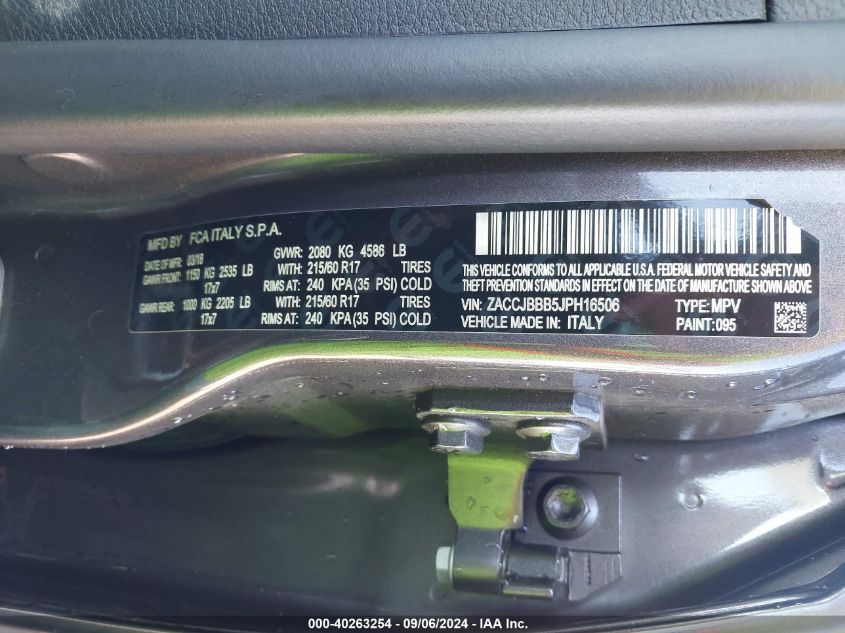 MFD BY FCA ITALY S.P.A.
DATE OF MFR: 03/18 GVWR: 2080 KG 4586 LB
GAWR FRONT: 1150 KG 2535 LB WITH: 215/60 R17 TIRES
17x7 RIMS AT: 240 KPA(35 PSI) COLD
GAWR REAR: 1000 KG 2205 LB WITH: 215/60 R17 TIRES
17x7 RIMS AT: 240 KPA(35 PSI) COLD
THIS VEHICLE CONFORMS TO ALL APPLICABLE U.S.A. FEDERAL MOTOR VEHICLE SAFETY AND
THEFT PREVENTION STANDARDS IN EFFECT ON THE DATE OF MANUFACTURE SHOWN ABOVE.
VIN: ZACCJBBB5JPH16506 TYPE: MPV
VEHICLE MADE IN: ITALY PAINT: 095
000-40263254 - 09/06/2024 - IAA Inc.